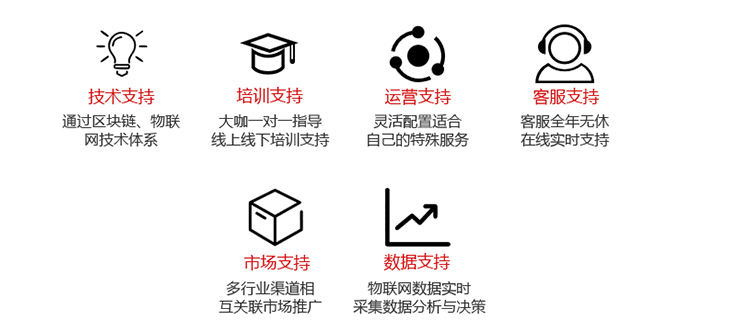 技术支持
通过区块链、物联
网技术体系
培训支持
大咖一对一指导
线上线下培训支持
运营支持
灵活配置适合
自己的特殊服务
客服支持
客服全年无休
在线实时支持
市场支持
多行业渠道相
互关联市场推广
数据支持
物联网数据实时
采集数据分析与决策